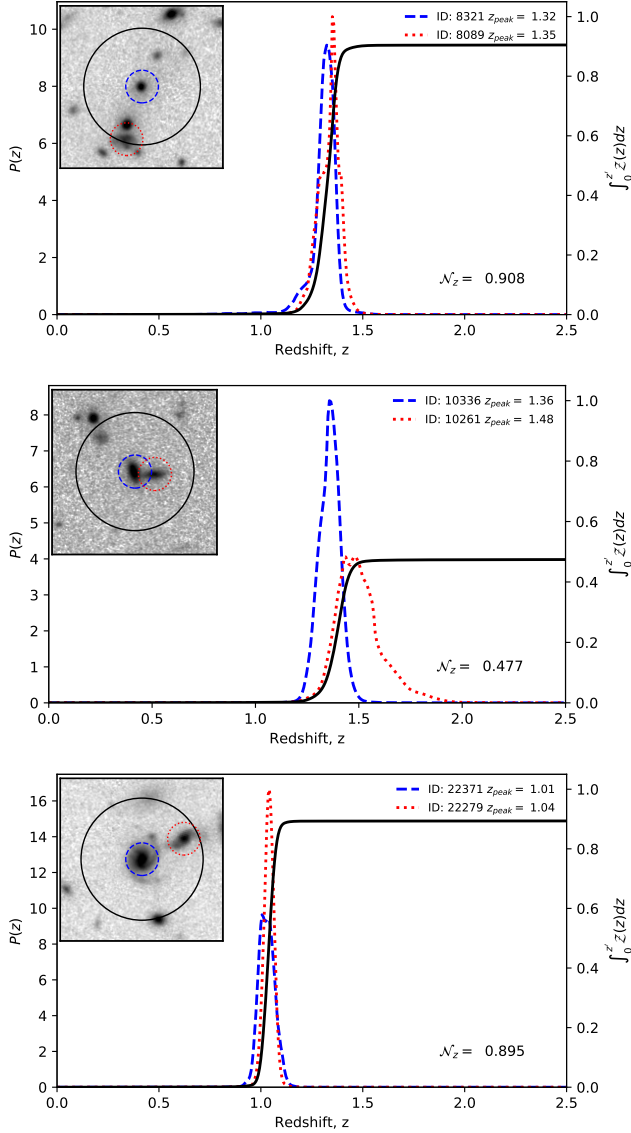 ID: 8321 z_peak = 1.32
ID: 8089 z_peak = 1.35
10
8
6
4
2
0
P(z)
1.0
0.8
0.6
0.4
0.2
0.0
∫_0^{z'} 𝒵(z)dz
𝒩_z = 0.908
0.0 0.5 1.0 1.5 2.0 2.5
Redshift, z
ID: 10336 z_peak = 1.36
ID: 10261 z_peak = 1.48
8
7
6
5
4
3
2
1
0
P(z)
1.0
0.8
0.6
0.4
0.2
0.0
∫_0^{z'} 𝒵(z)dz
𝒩_z = 0.477
0.0 0.5 1.0 1.5 2.0 2.5
Redshift, z
ID: 22371 z_peak = 1.01
ID: 22279 z_peak = 1.04
16
14
12
10
8
6
4
2
0
P(z)
1.0
0.8
0.6
0.4
0.2
0.0
∫_0^{z'} 𝒵(z)dz
𝒩_z = 0.895
0.0 0.5 1.0 1.5 2.0 2.5
Redshift, z